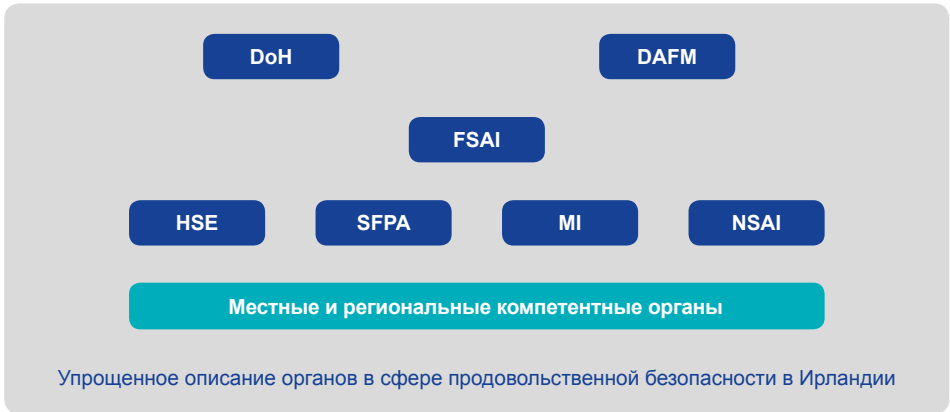 DoH DAFM
FSAI
HSE SFPA MI NSAI
Местные и региональные компетентные органы
Упрощенное описание органов в сфере продовольственной безопасности в Ирландии